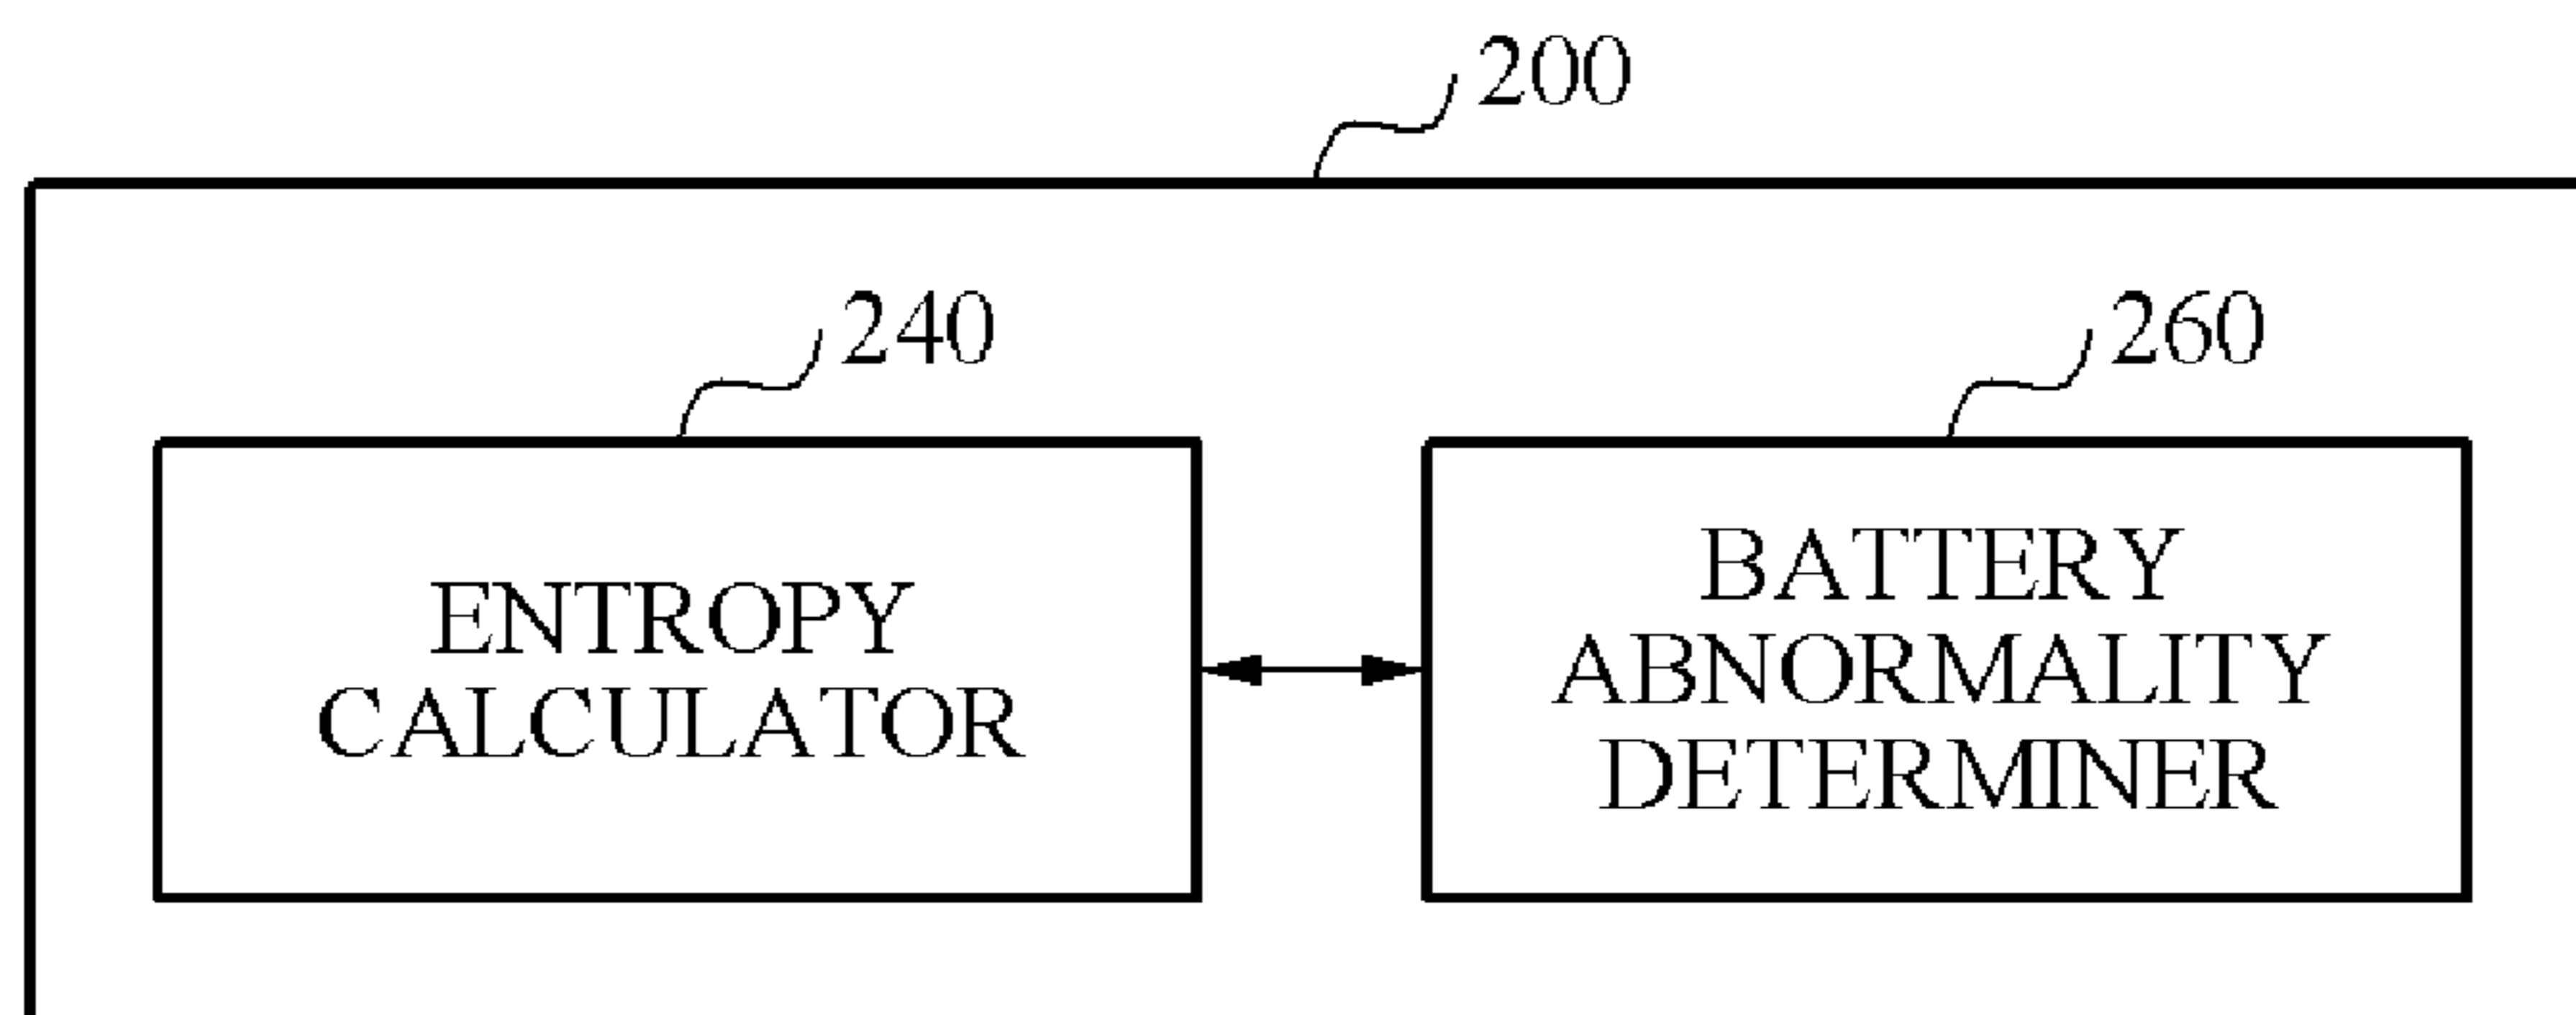 200
240
260
ENTROPY
CALCULATOR
BATTERY
ABNORMALITY
DETERMINER